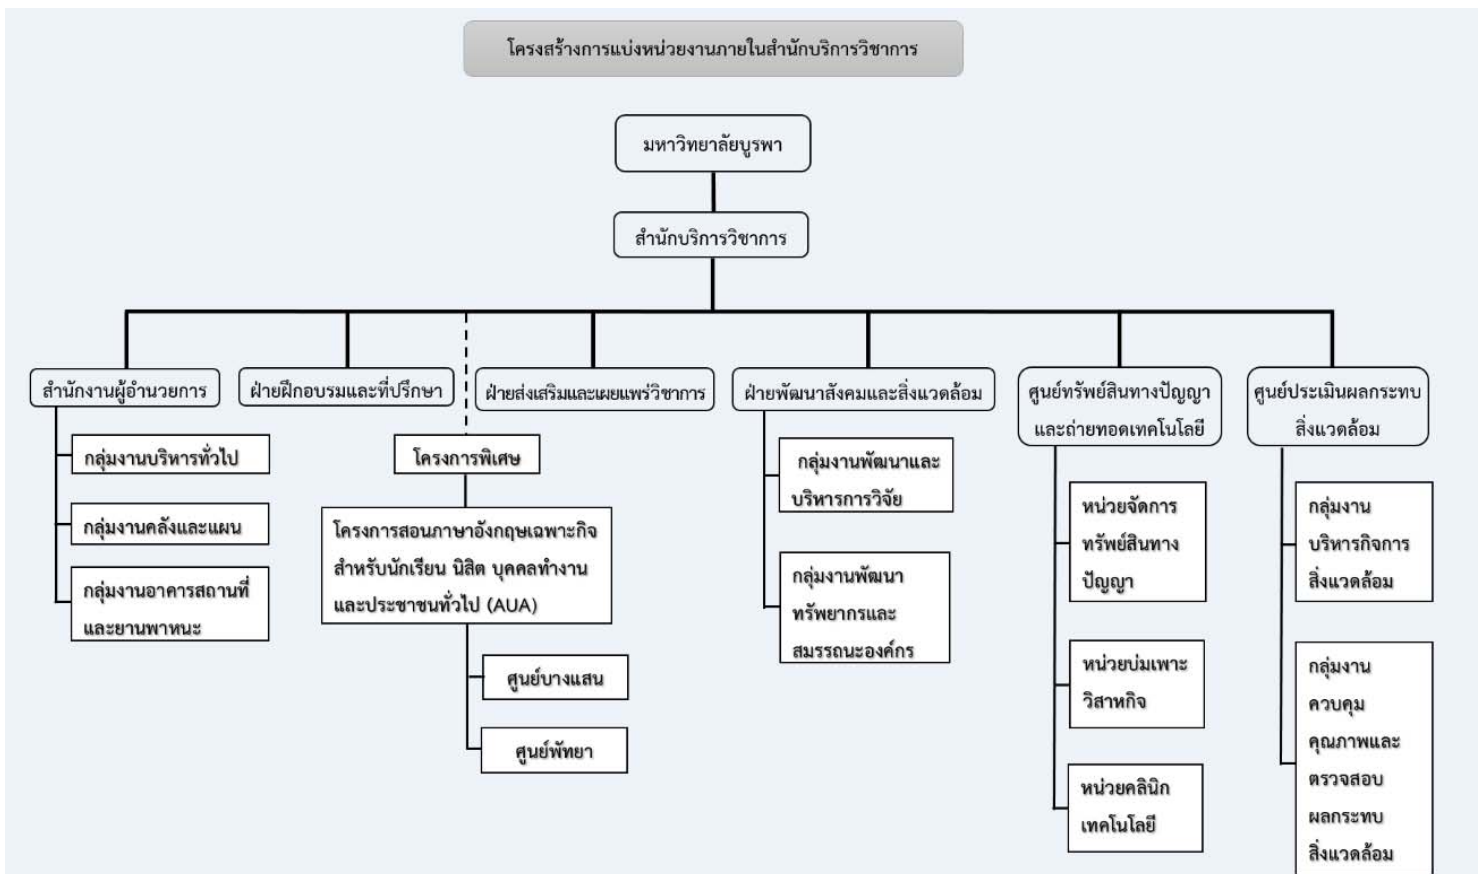 โครงสร้างการแบ่งหน่วยงานภายในสำนักบริการวิชาการ
มหาวิทยาลัยบูรพา
สำนักบริการวิชาการ
สำนักงานผู้อำนวยการ
กลุ่มงานบริหารทั่วไป
กลุ่มงานคลังและแผน
กลุ่มงานอาคารสถานที่
และยานพาหนะ
ฝ่ายฝึกอบรมและที่ปรึกษา
โครงการพิเศษ
โครงการสอนภาษาอังกฤษเฉพาะกิจ
สำหรับนักเรียน นิสิต บุคคลทำงาน
และประชาชนทั่วไป (AUA)
ศูนย์บางแสน
ศูนย์พัทยา
ฝ่ายส่งเสริมและเผยแพร่วิชาการ
ฝ่ายพัฒนาสังคมและสิ่งแวดล้อม
กลุ่มงานพัฒนาและ
บริหารการวิจัย
กลุ่มงานพัฒนา
ทรัพยากรและ
สมรรถนะองค์กร
ศูนย์ทรัพย์สินทางปัญญา
และถ่ายทอดเทคโนโลยี
หน่วยจัดการ
ทรัพย์สินทาง
ปัญญา
หน่วยบ่มเพาะ
วิสาหกิจ
หน่วยคลินิก
เทคโนโลยี
ศูนย์ประเมินผลกระทบ
สิ่งแวดล้อม
กลุ่มงาน
บริหารกิจการ
สิ่งแวดล้อม
กลุ่มงาน
ควบคุม
คุณภาพและ
ตรวจสอบ
ผลกระทบ
สิ่งแวดล้อม